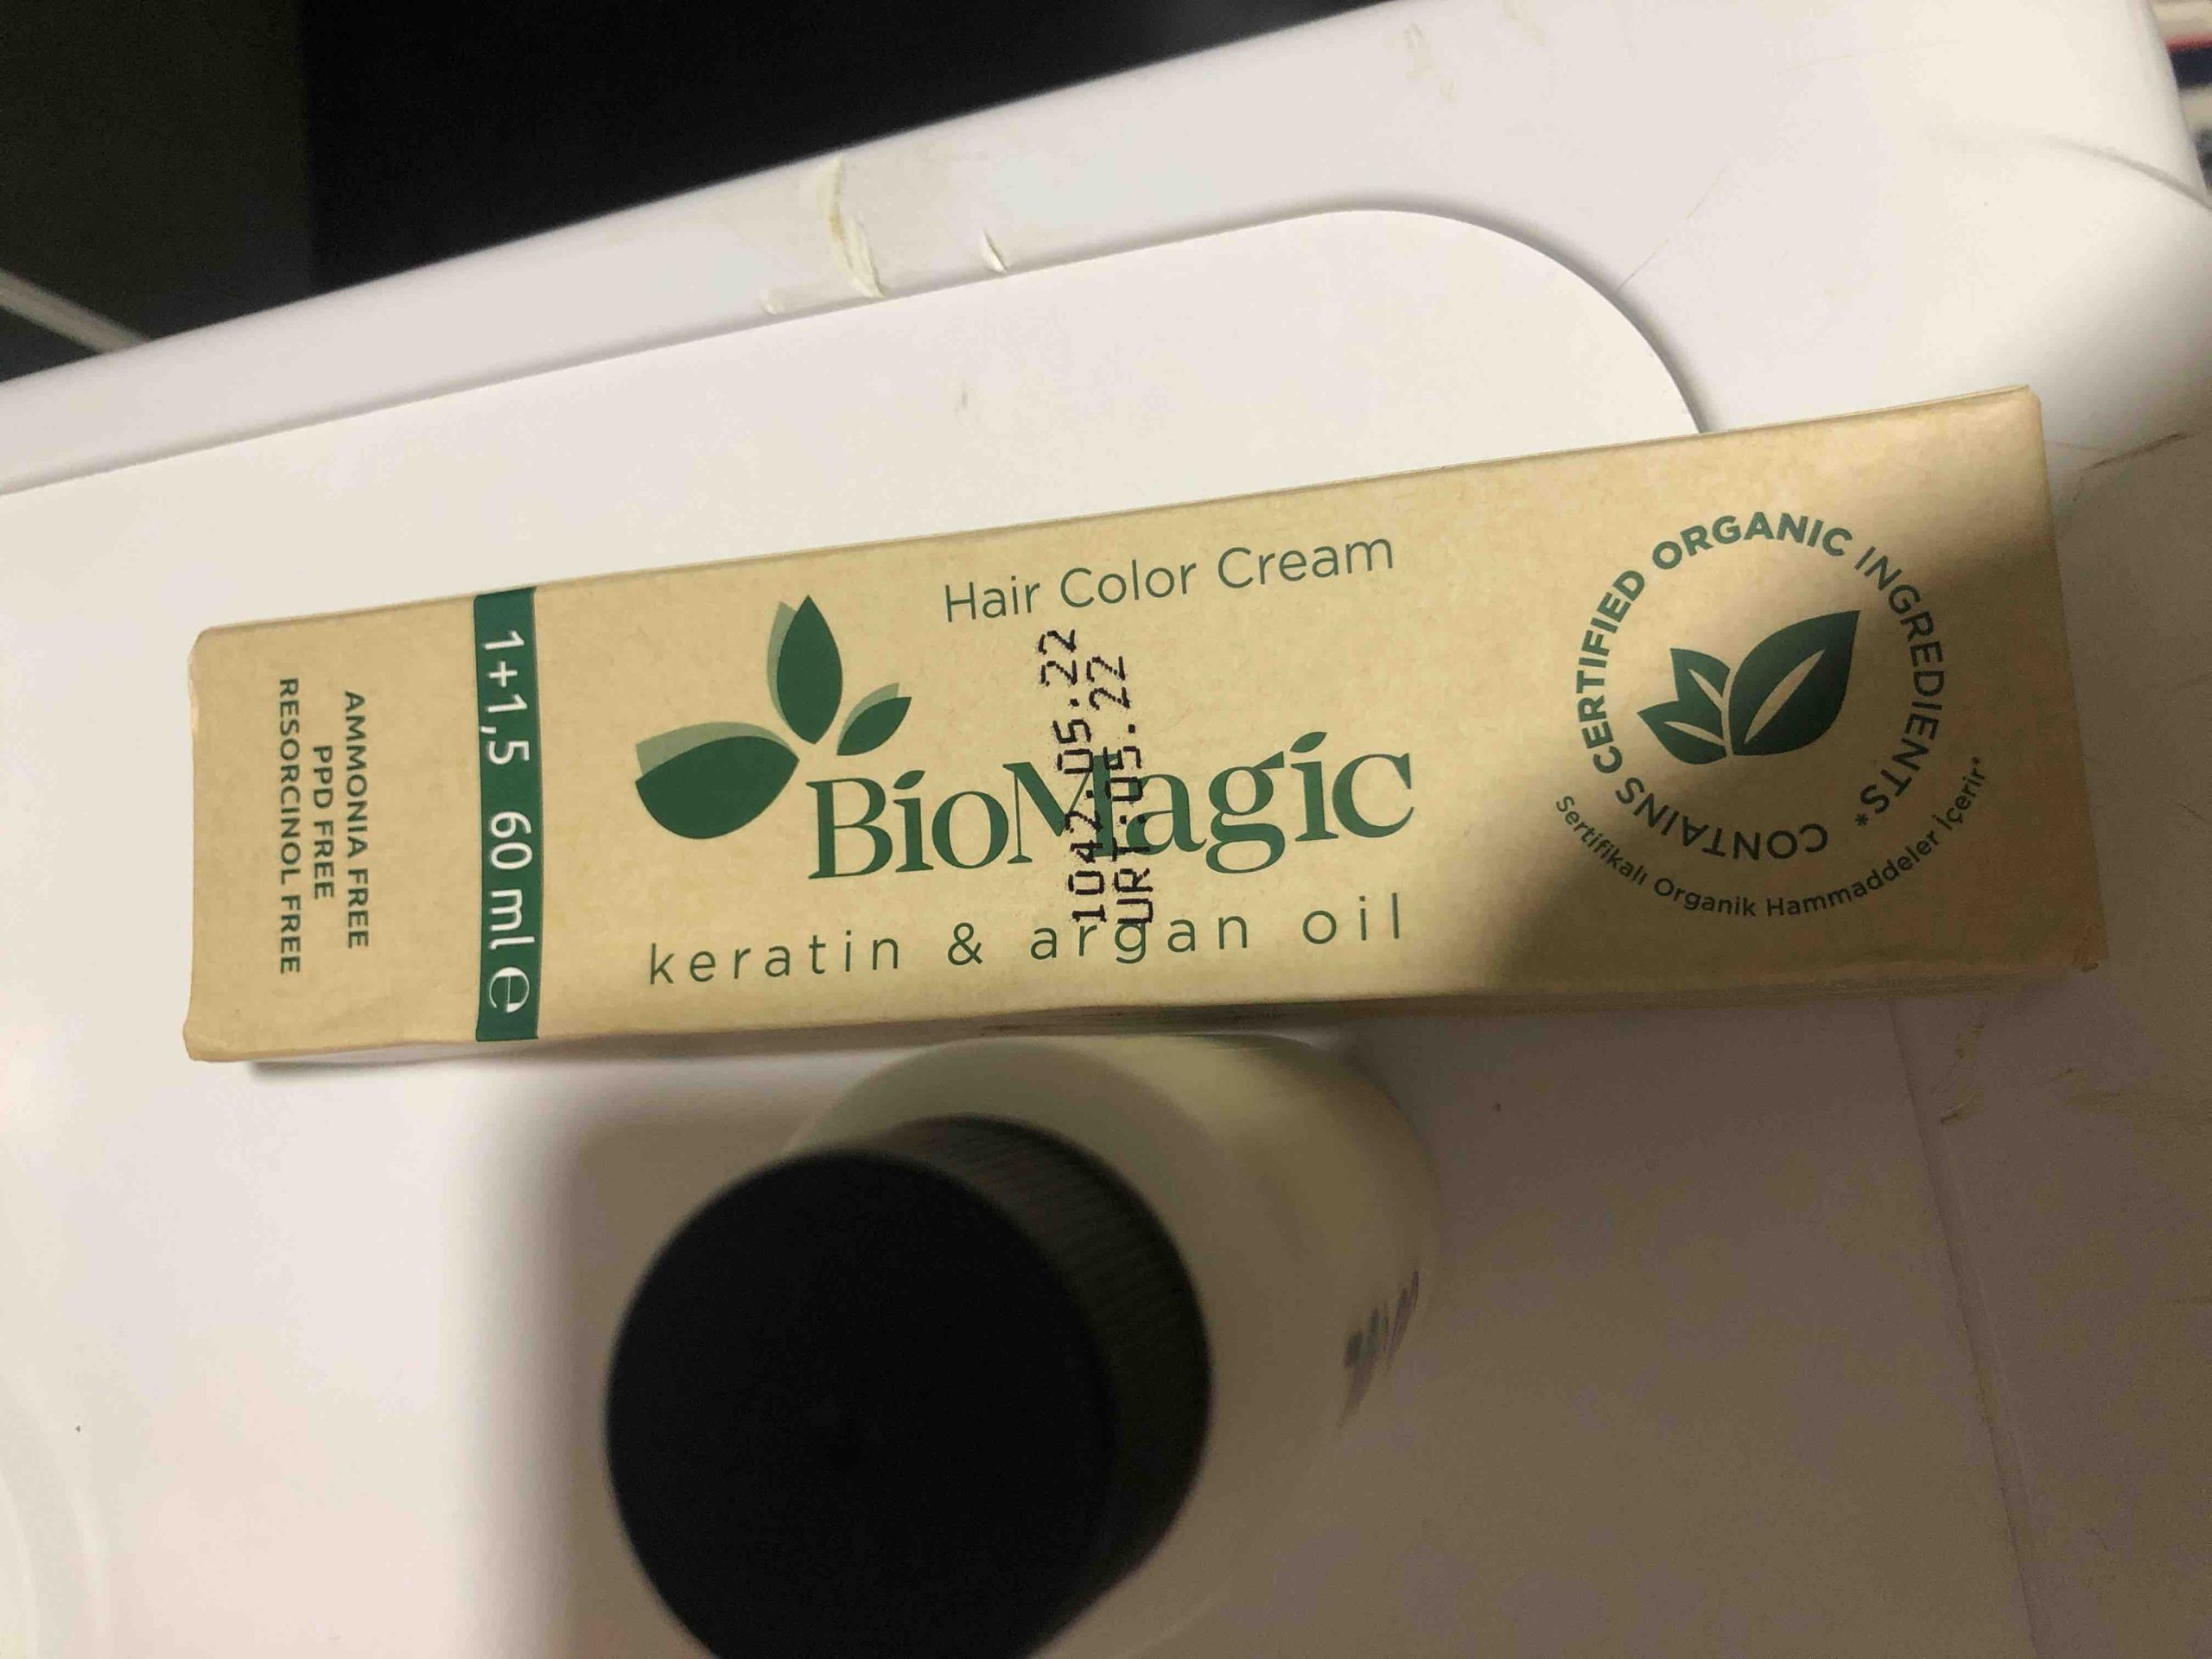 Hair Color Cream
BioMagic
keratin & argan oil
1042:05.22
URT:05.22
CONTAINS CERTIFIED ORGANIC INGREDIENTS*
Sertifikalı Organik Hammaddeler İçerir*
1+1,5 60 ml ℮
AMMONIA FREE
PPD FREE
RESORCINOL FREE